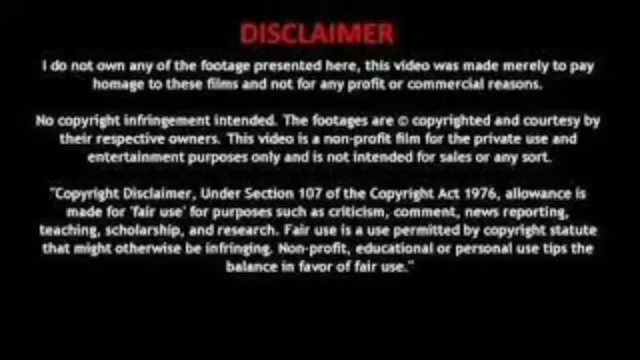 DISCLAIMER
I do not own any of the footage presented here, this video was made merely to pay
homage to these films and not for any profit or commercial reasons.
No copyright infringement intended. The footages are © copyrighted and courtesy by
their respective owners. This video is a non-profit film for the private use and
entertainment purposes only and is not intended for sales or any sort.
"Copyright Disclaimer, Under Section 107 of the Copyright Act 1976, allowance is
made for 'fair use' for purposes such as criticism, comment, news reporting,
teaching, scholarship, and research. Fair use is a use permitted by copyright statute
that might otherwise be infringing. Non-profit, educational or personal use tips the
balance in favor of fair use."